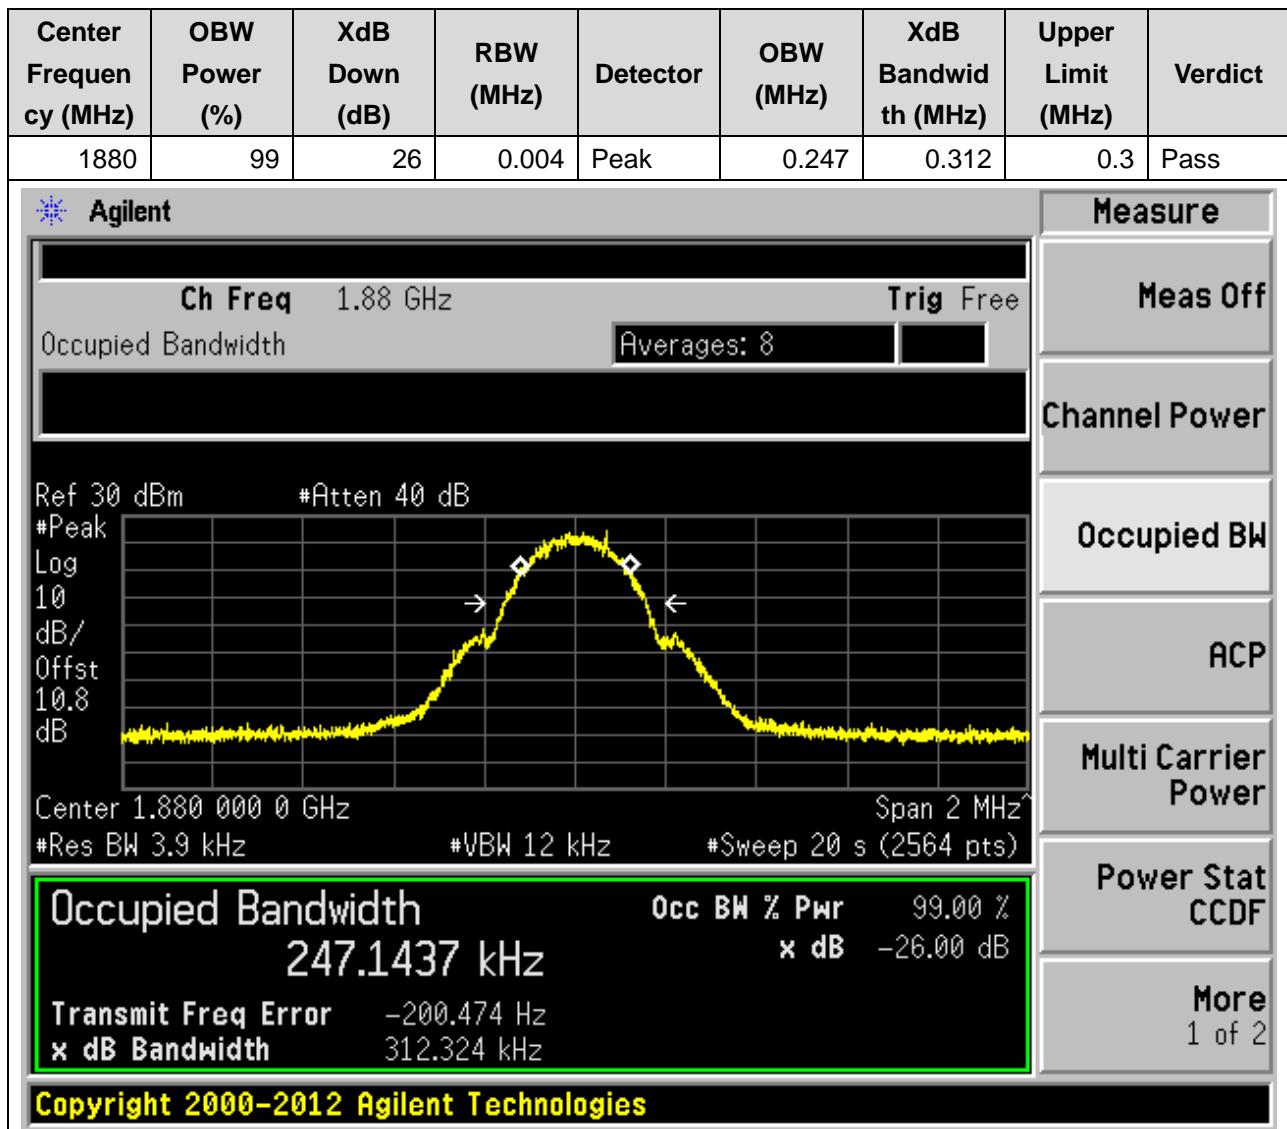 Center Frequen cy (MHz) OBW Power (%) XdB Down (dB) RBW (MHz) Detector OBW (MHz) XdB Bandwid th (MHz) Upper Limit (MHz) Verdict
1880 99 26 0.004 Peak 0.247 0.312 0.3 Pass
Agilent
Measure
Ch Freq 1.88 GHz Trig Free
Meas Off
Occupied Bandwidth Averages: 8
Channel Power
Ref 30 dBm #Atten 40 dB
#Peak
Log
10
dB/
Offst
10.8
dB
Occupied BW
ACP
Multi Carrier
Power
Center 1.880 000 0 GHz Span 2 MHz^
#Res BW 3.9 kHz #VBW 12 kHz #Sweep 20 s (2564 pts)
Power Stat
CCDF
Occupied Bandwidth Occ BW % Pwr 99.00 %
247.1437 kHz x dB -26.00 dB
Transmit Freq Error -200.474 Hz
x dB Bandwidth 312.324 kHz
More
1 of 2
Copyright 2000-2012 Agilent Technologies